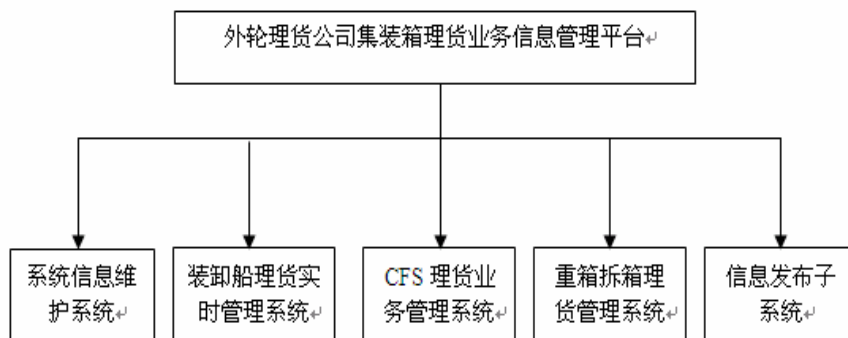 外轮理货公司集装箱理货业务信息管理平台
系统信息维
护系统
装卸船理货实
时管理系统
CFS 理货业
务管理系统
重箱拆箱理
货管理系统
信息发布子
系统